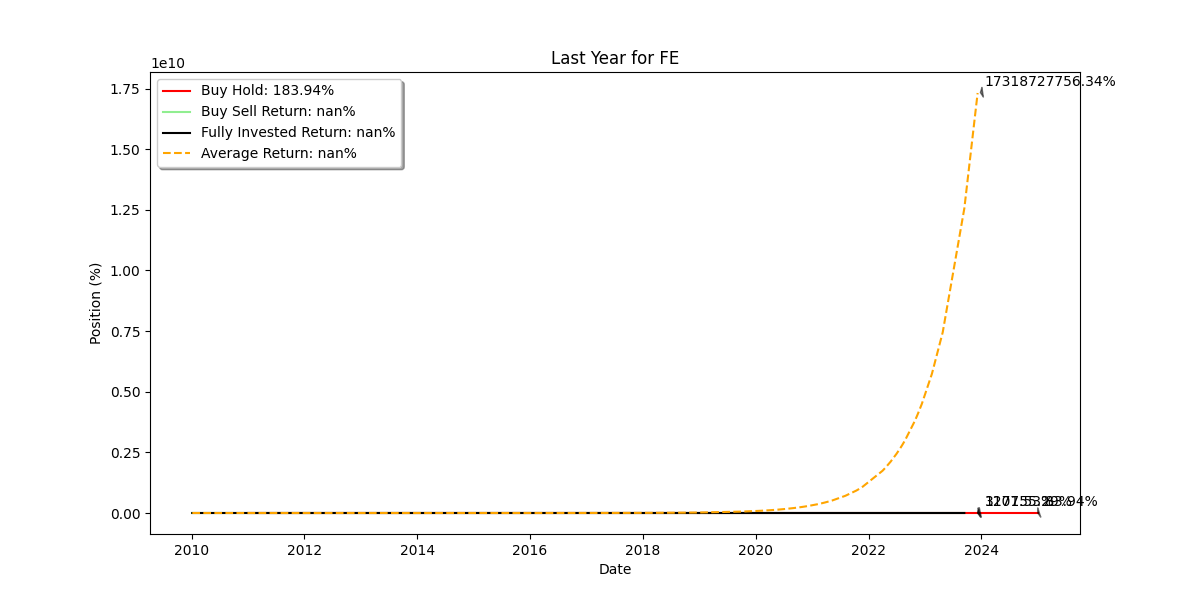 Last Year for FE
1e10
Buy Hold: 183.94%
Buy Sell Return: nan%
Fully Invested Return: nan%
Average Return: nan%
17318727756.34%
1.75
1.50
1.25
1.00
0.75
0.50
0.25
0.00
Position (%)
2010
2012
2014
2016
2018
2020
2022
2024
Date